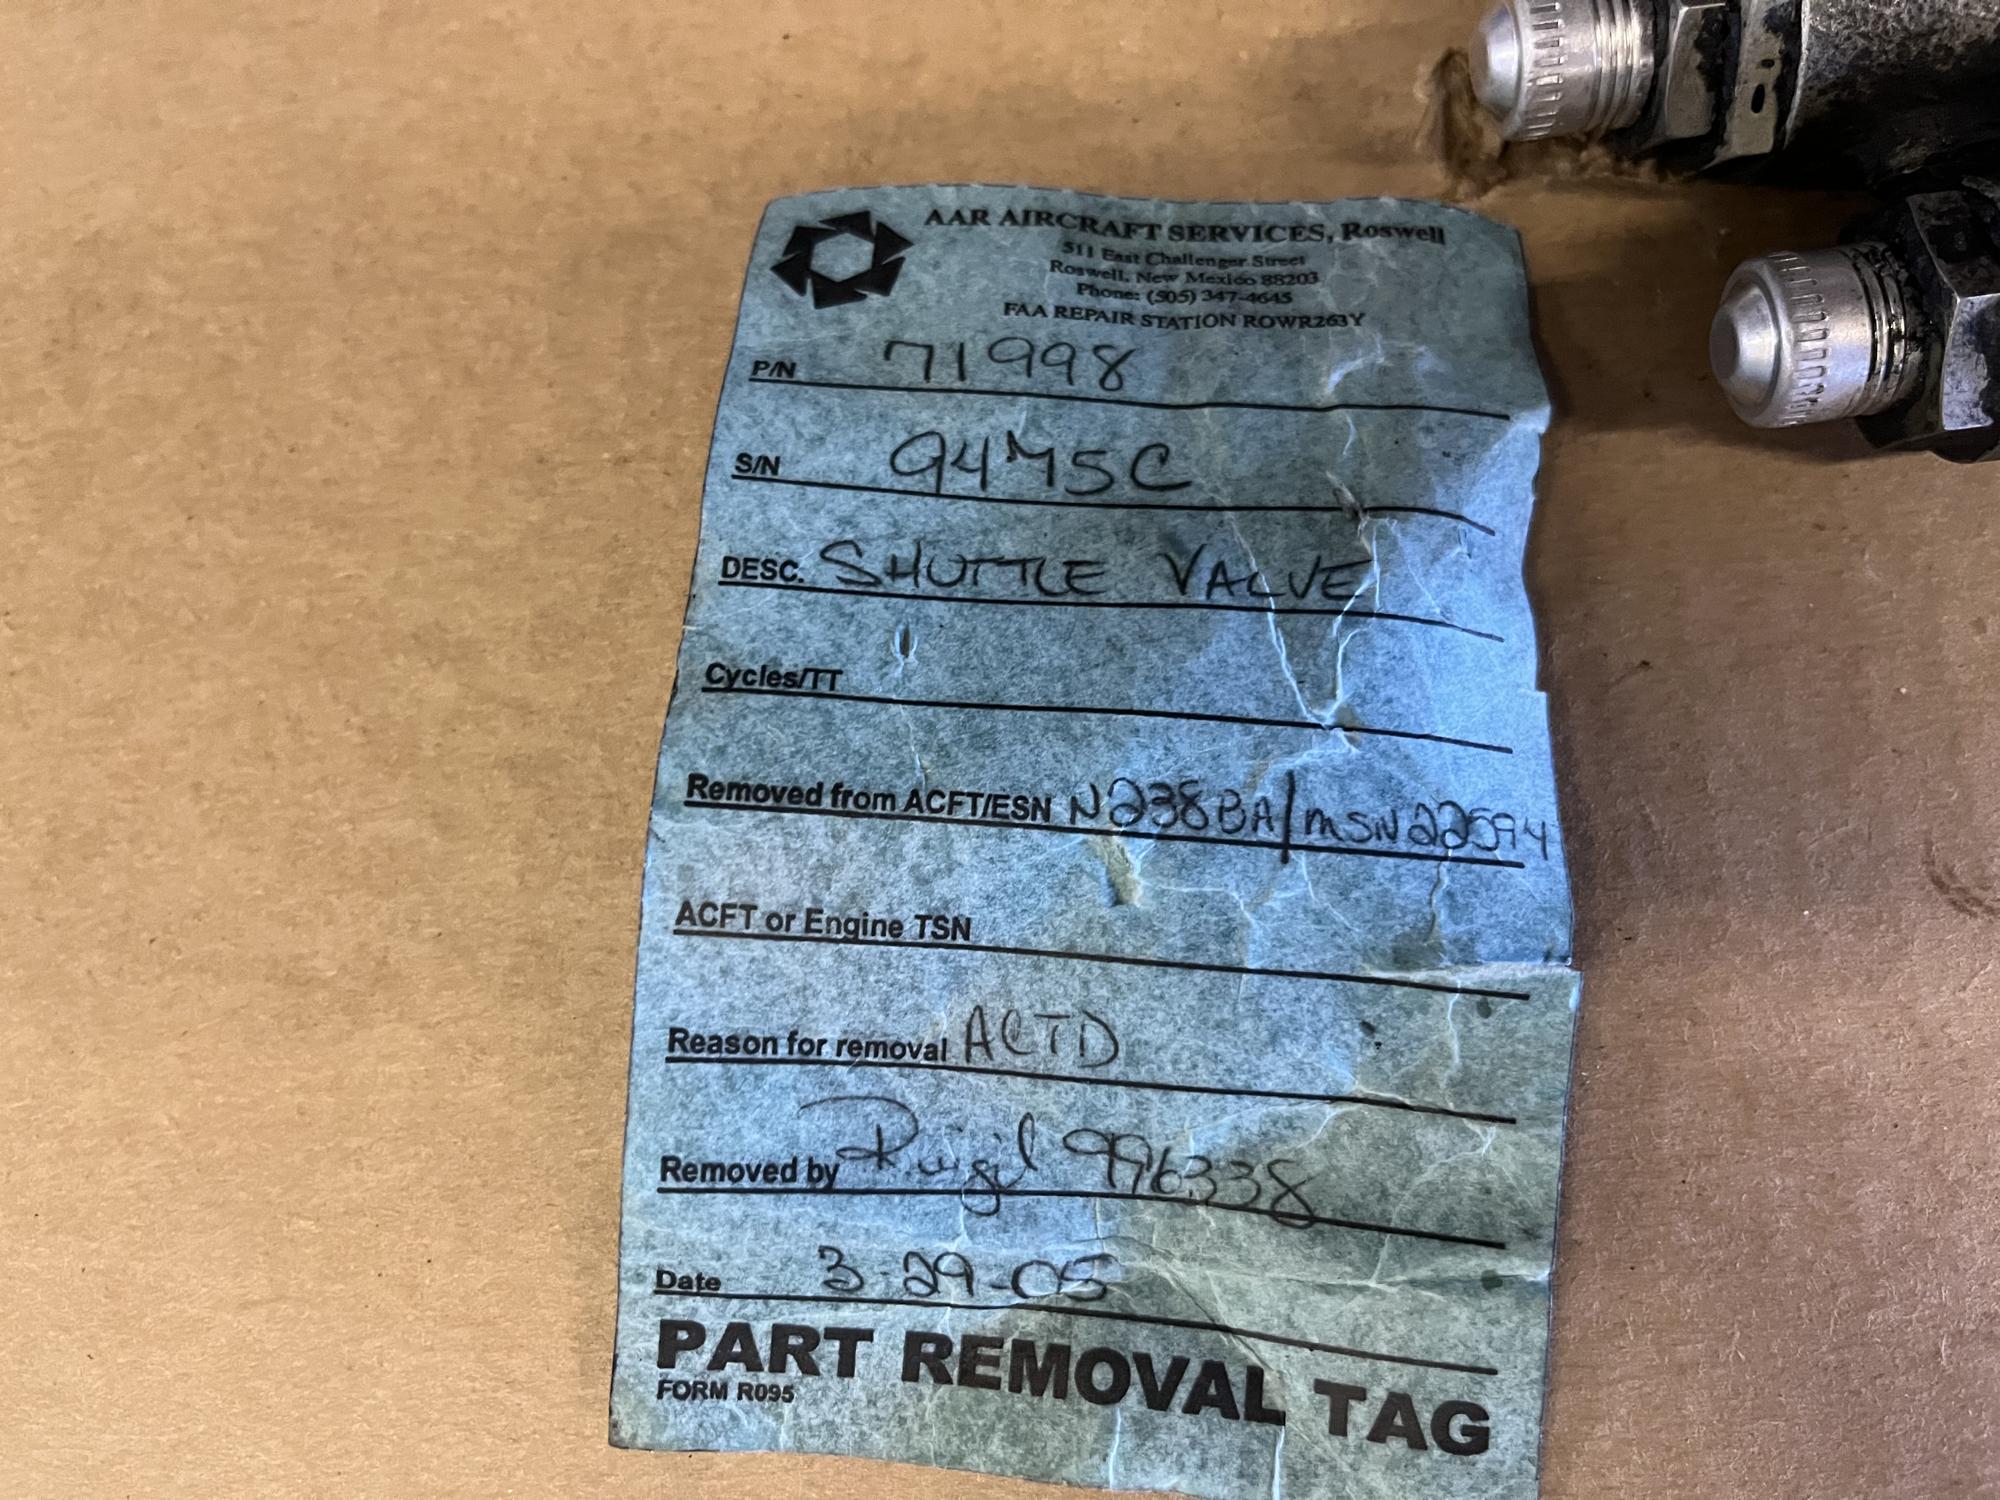 AAR AIRCRAFT SERVICES, Roswell
511 East Challenger Street
Roswell, New Mexico 88203
Phone: (505) 347-4645
FAA REPAIR STATION ROWR263Y
P/N 71998
S/N 9475C
DESC. SHUTTLE VALVE
Cycles/TT
Removed from ACFT/ESN N238BA/MSN22594
ACFT or Engine TSN
Reason for removal ACTD
Removed by 996338
Date 3-29-05
PART REMOVAL TAG
FORM R095